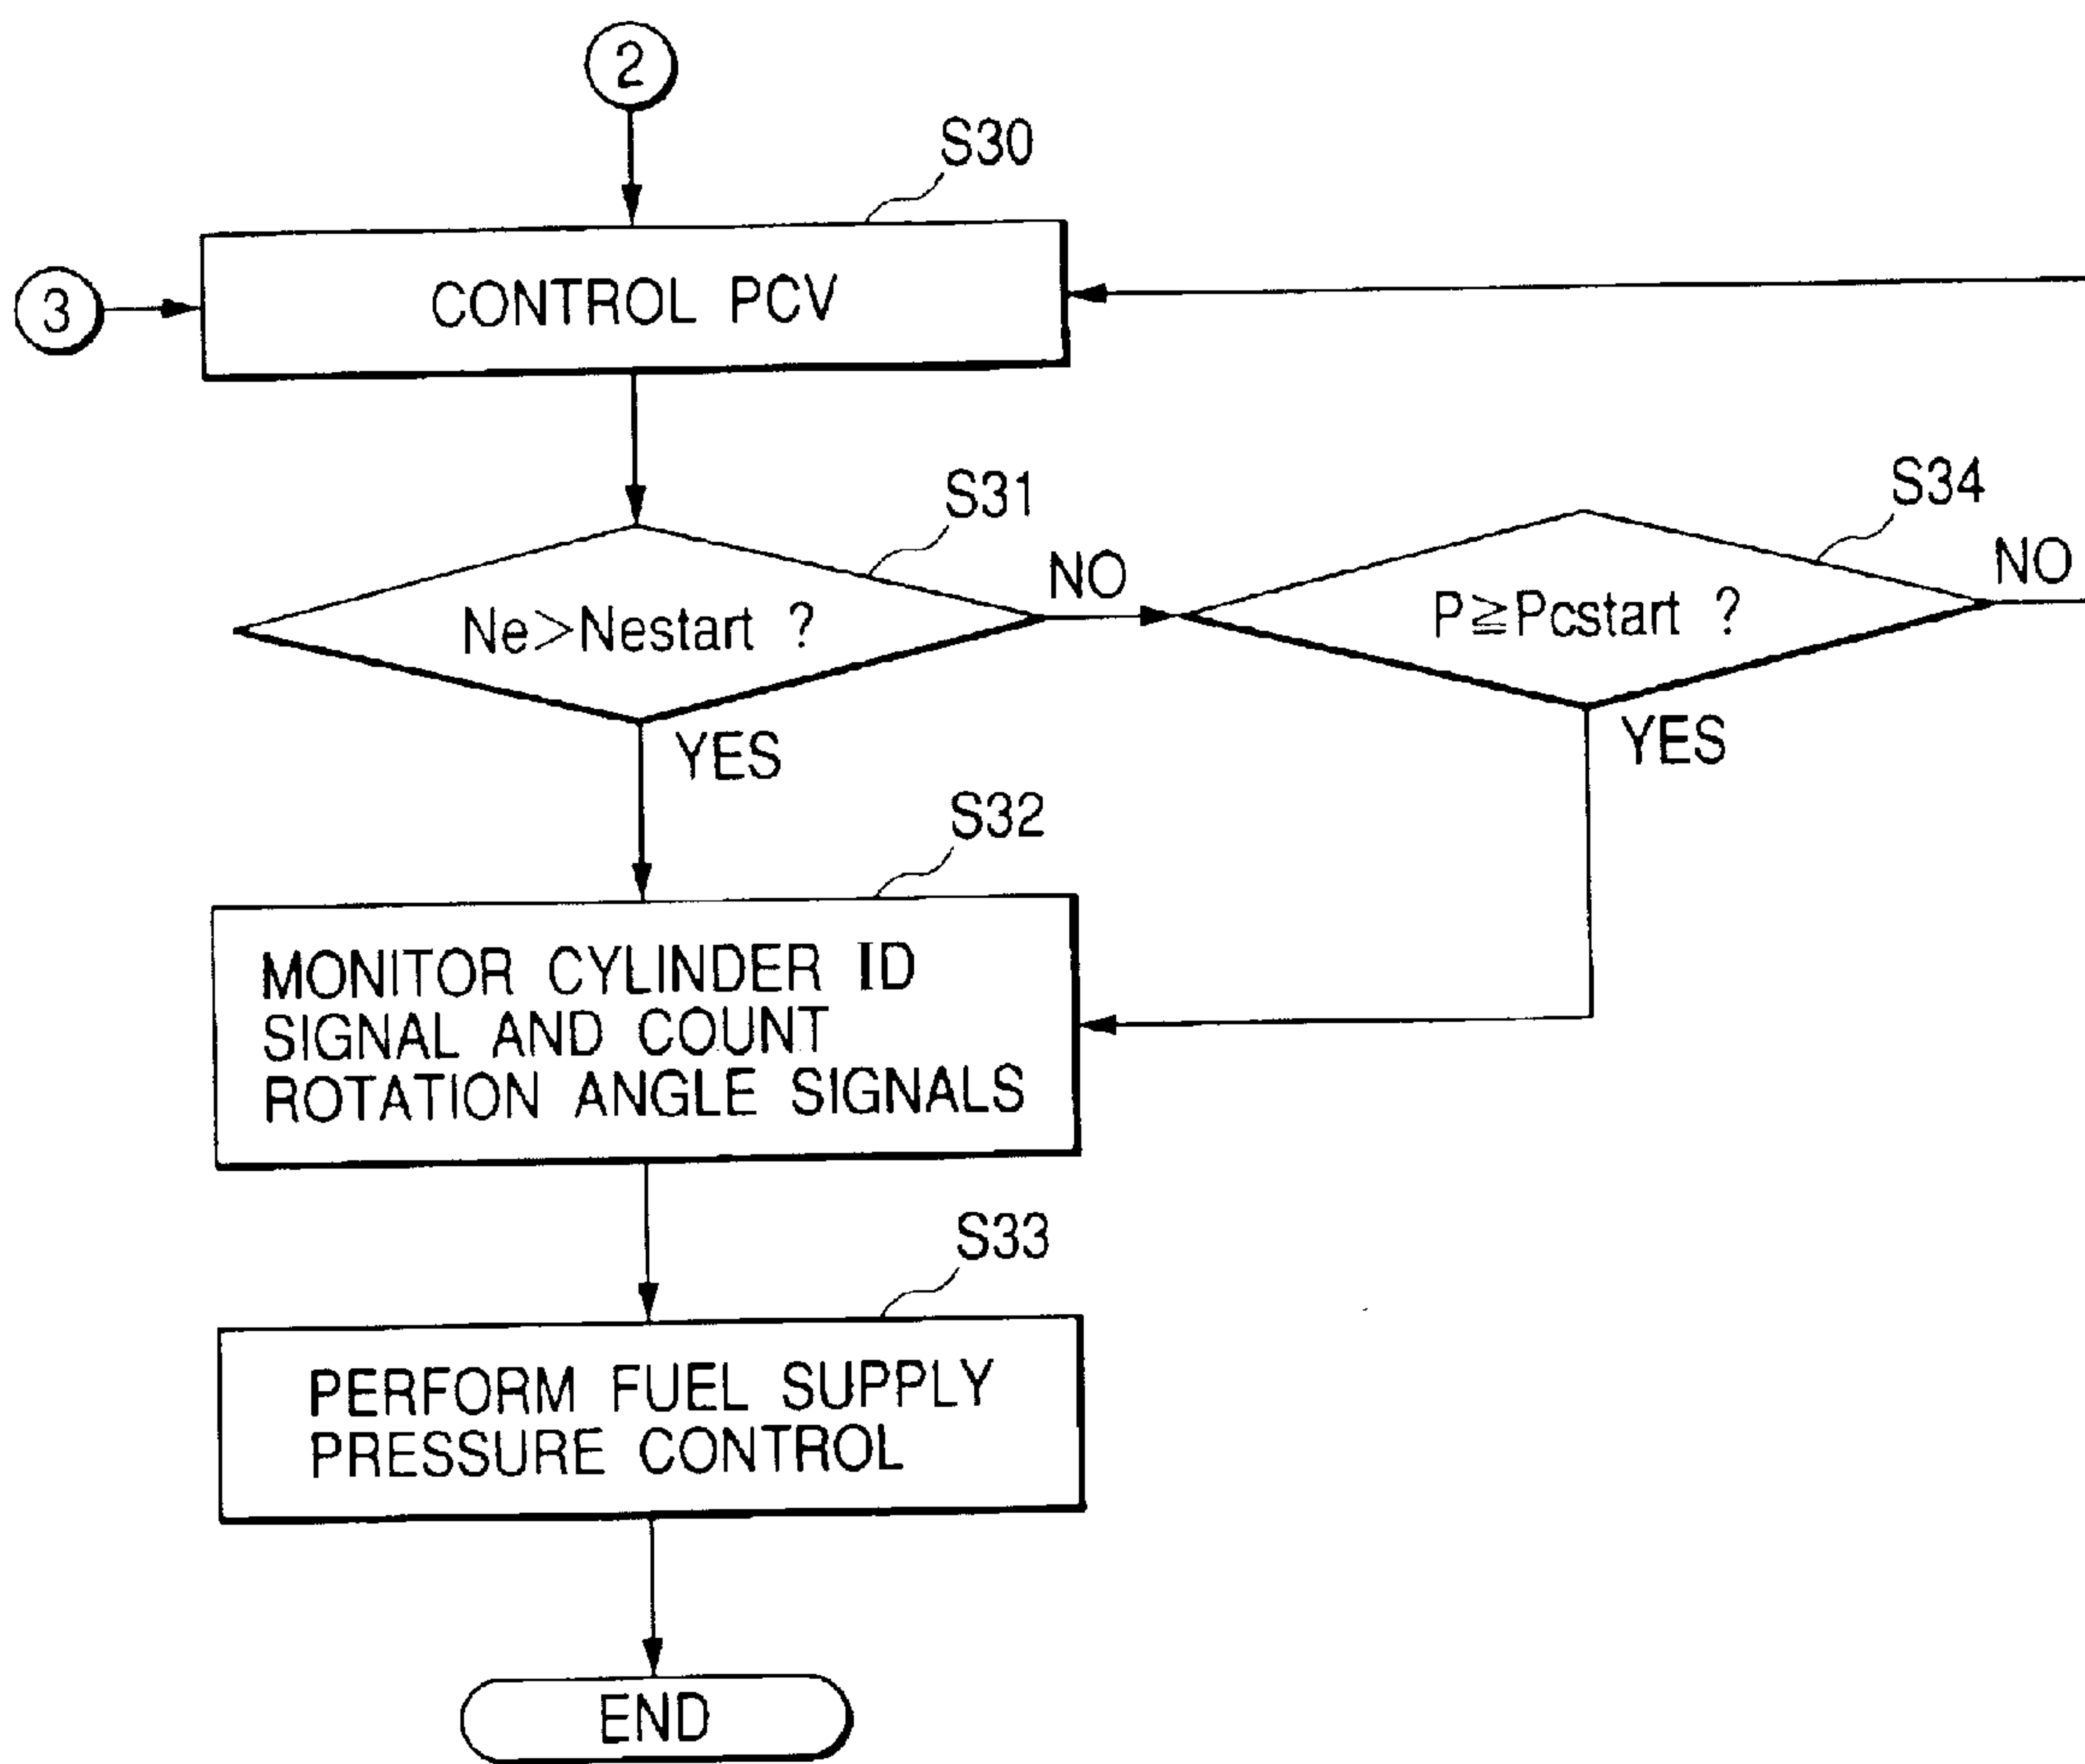 2
S30
3
CONTROL PCV
S31
S34
NO
NO
Ne>Nestart ?
P≧Pcstart ?
YES
YES
S32
MONITOR CYLINDER ID
SIGNAL AND COUNT
ROTATION ANGLE SIGNALS
S33
PERFORM FUEL SUPPLY
PRESSURE CONTROL
END